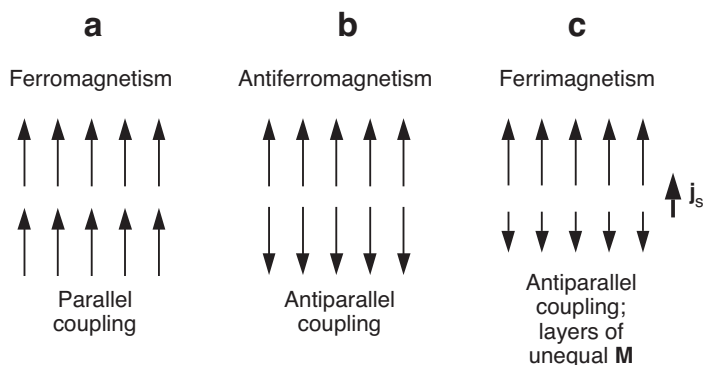 a
b
c
Ferromagnetism
Antiferromagnetism
Ferrimagnetism
js
Parallel
coupling
Antiparallel
coupling
Antiparallel
coupling;
layers of
unequal M